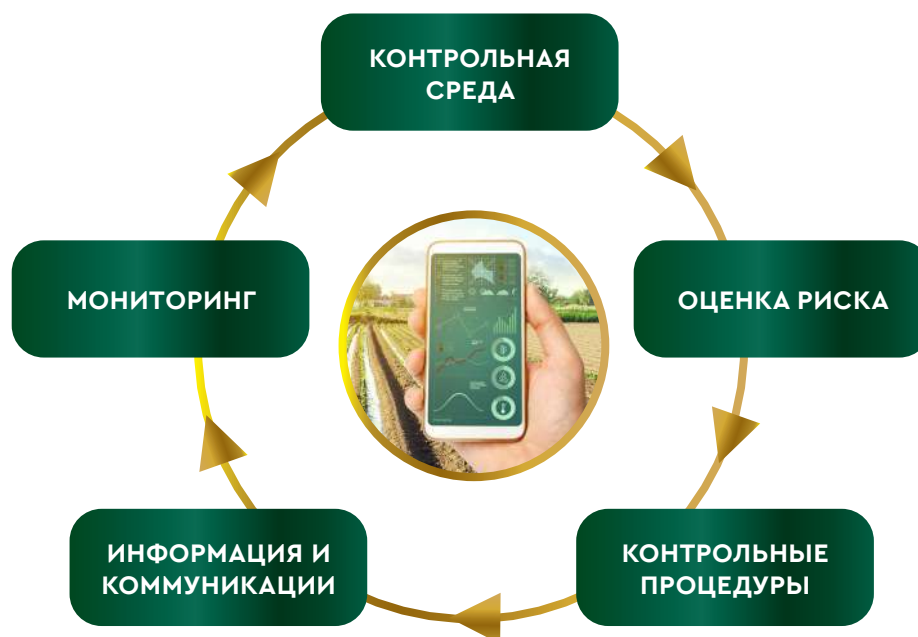 КОНТРОЛЬНАЯ
СРЕДА
ОЦЕНКА РИСКА
КОНТРОЛЬНЫЕ
ПРОЦЕДУРЫ
ИНФОРМАЦИЯ И
КОММУНИКАЦИИ
МОНИТОРИНГ